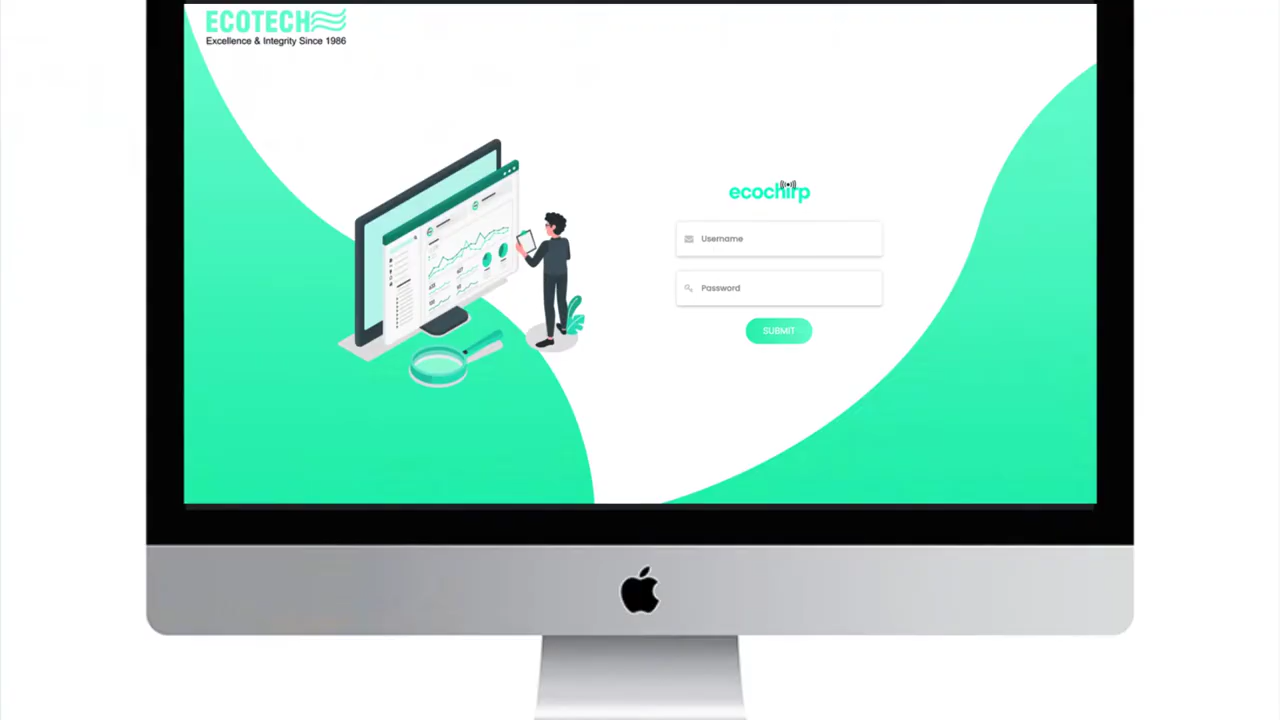 ECOTECH
Excellence & Integrity Since 1986
ecochirp
Username
Password
SUBMIT